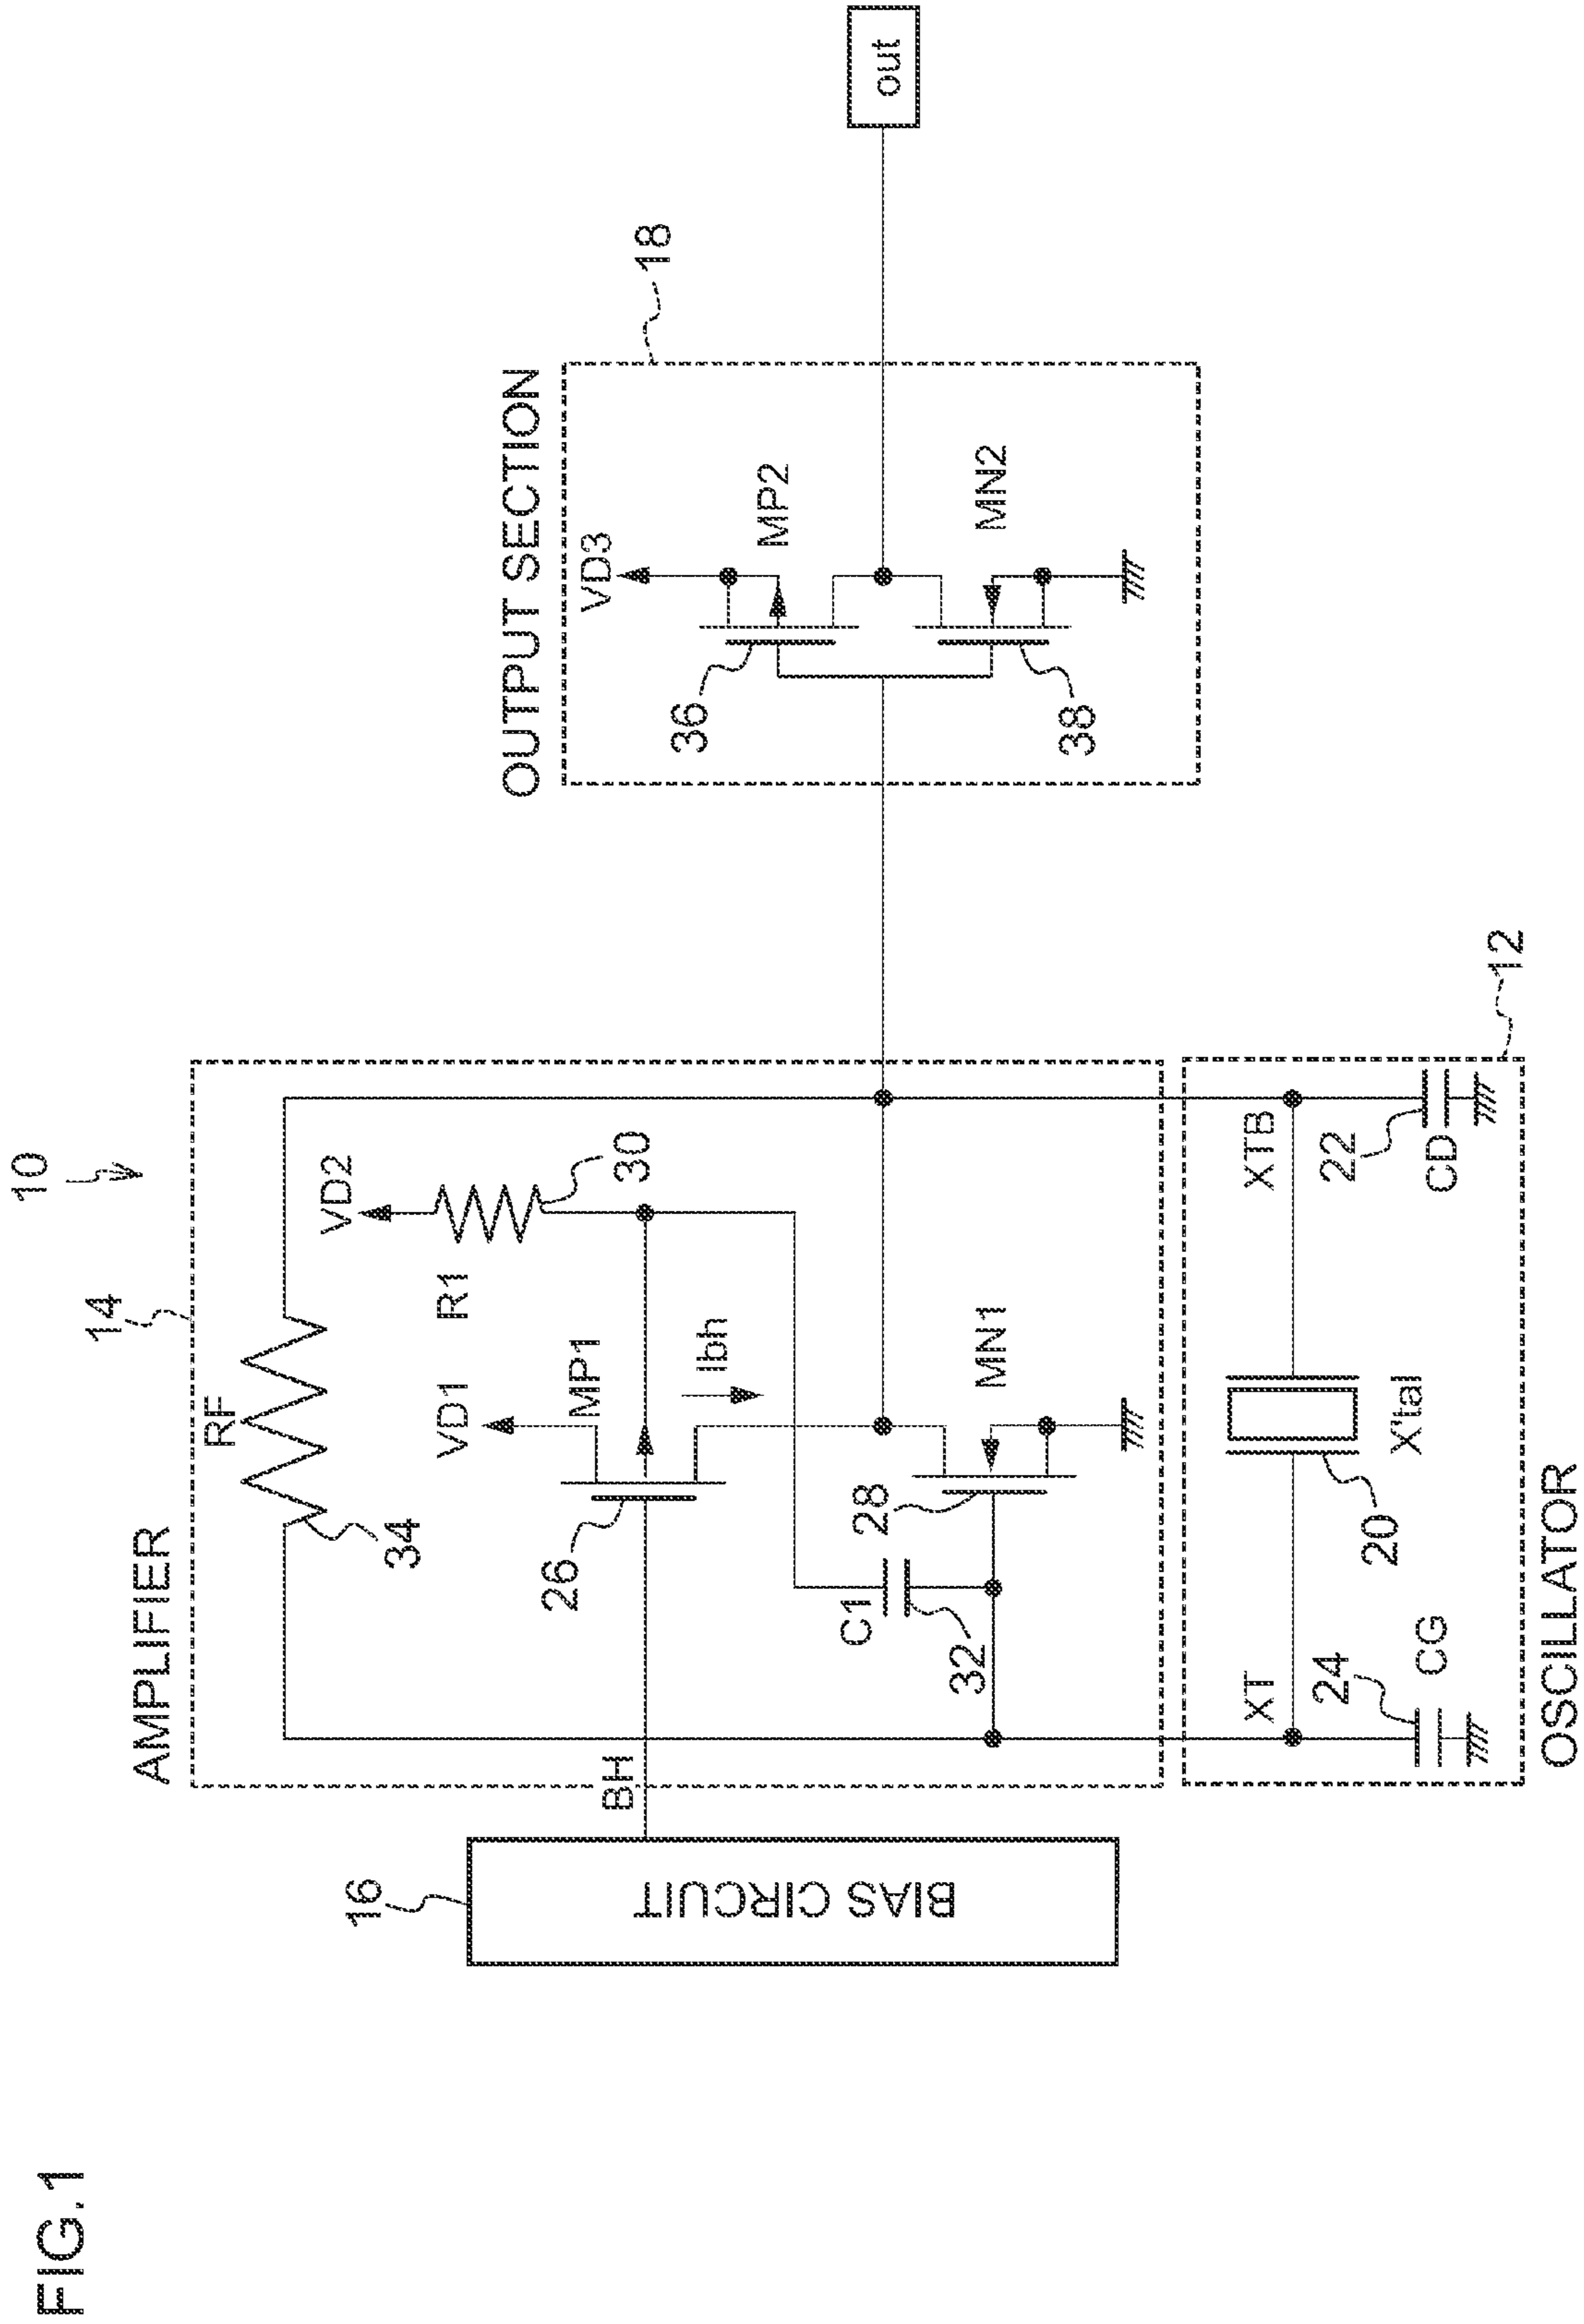 FIG.1
10
14
AMPLIFIER
RF
34
VD2
R1
30
VD1
MP1
Ibh
26
BH
16
BIAS CIRCUIT
C1
32
28
MN1
OUTPUT SECTION
18
VD3
MP2
36
MN2
38
out
XT
XTB
24
CG
20
X'tal
22
CD
12
OSCILLATOR